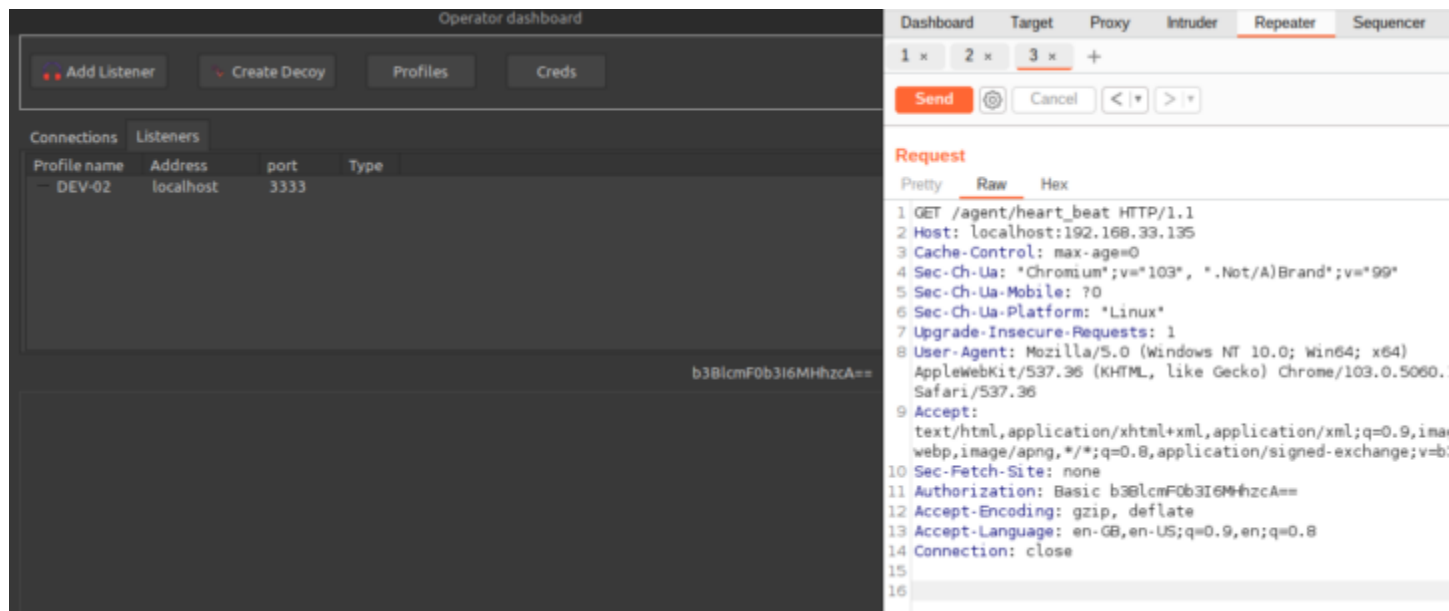 Operator dashboard
Add Listener Create Decoy Profiles Creds
Connections Listeners
Profile name Address port Type
DEV-02 localhost 3333
b3BlcmF0b3I6MHhzcA==
Dashboard Target Proxy Intruder Repeater Sequencer
1 × 2 × 3 × +
Send Cancel < > 
Request
Pretty Raw Hex
1 GET /agent/heart_beat HTTP/1.1
2 Host: localhost:192.168.33.135
3 Cache-Control: max-age=0
4 Sec-Ch-Ua: "Chromium";v="103", ".Not/A)Brand";v="99"
5 Sec-Ch-Ua-Mobile: ?0
6 Sec-Ch-Ua-Platform: "Linux"
7 Upgrade-Insecure-Requests: 1
8 User-Agent: Mozilla/5.0 (Windows NT 10.0; Win64; x64)
AppleWebKit/537.36 (KHTML, like Gecko) Chrome/103.0.5060.
Safari/537.36
9 Accept:
text/html,application/xhtml+xml,application/xml;q=0.9,ima
webp,image/apng,*/*;q=0.8,application/signed-exchange;v=b
10 Sec-Fetch-Site: none
11 Authorization: Basic b3BlcmF0b3I6MHhzcA==
12 Accept-Encoding: gzip, deflate
13 Accept-Language: en-GB,en-US;q=0.9,en;q=0.8
14 Connection: close
15
16